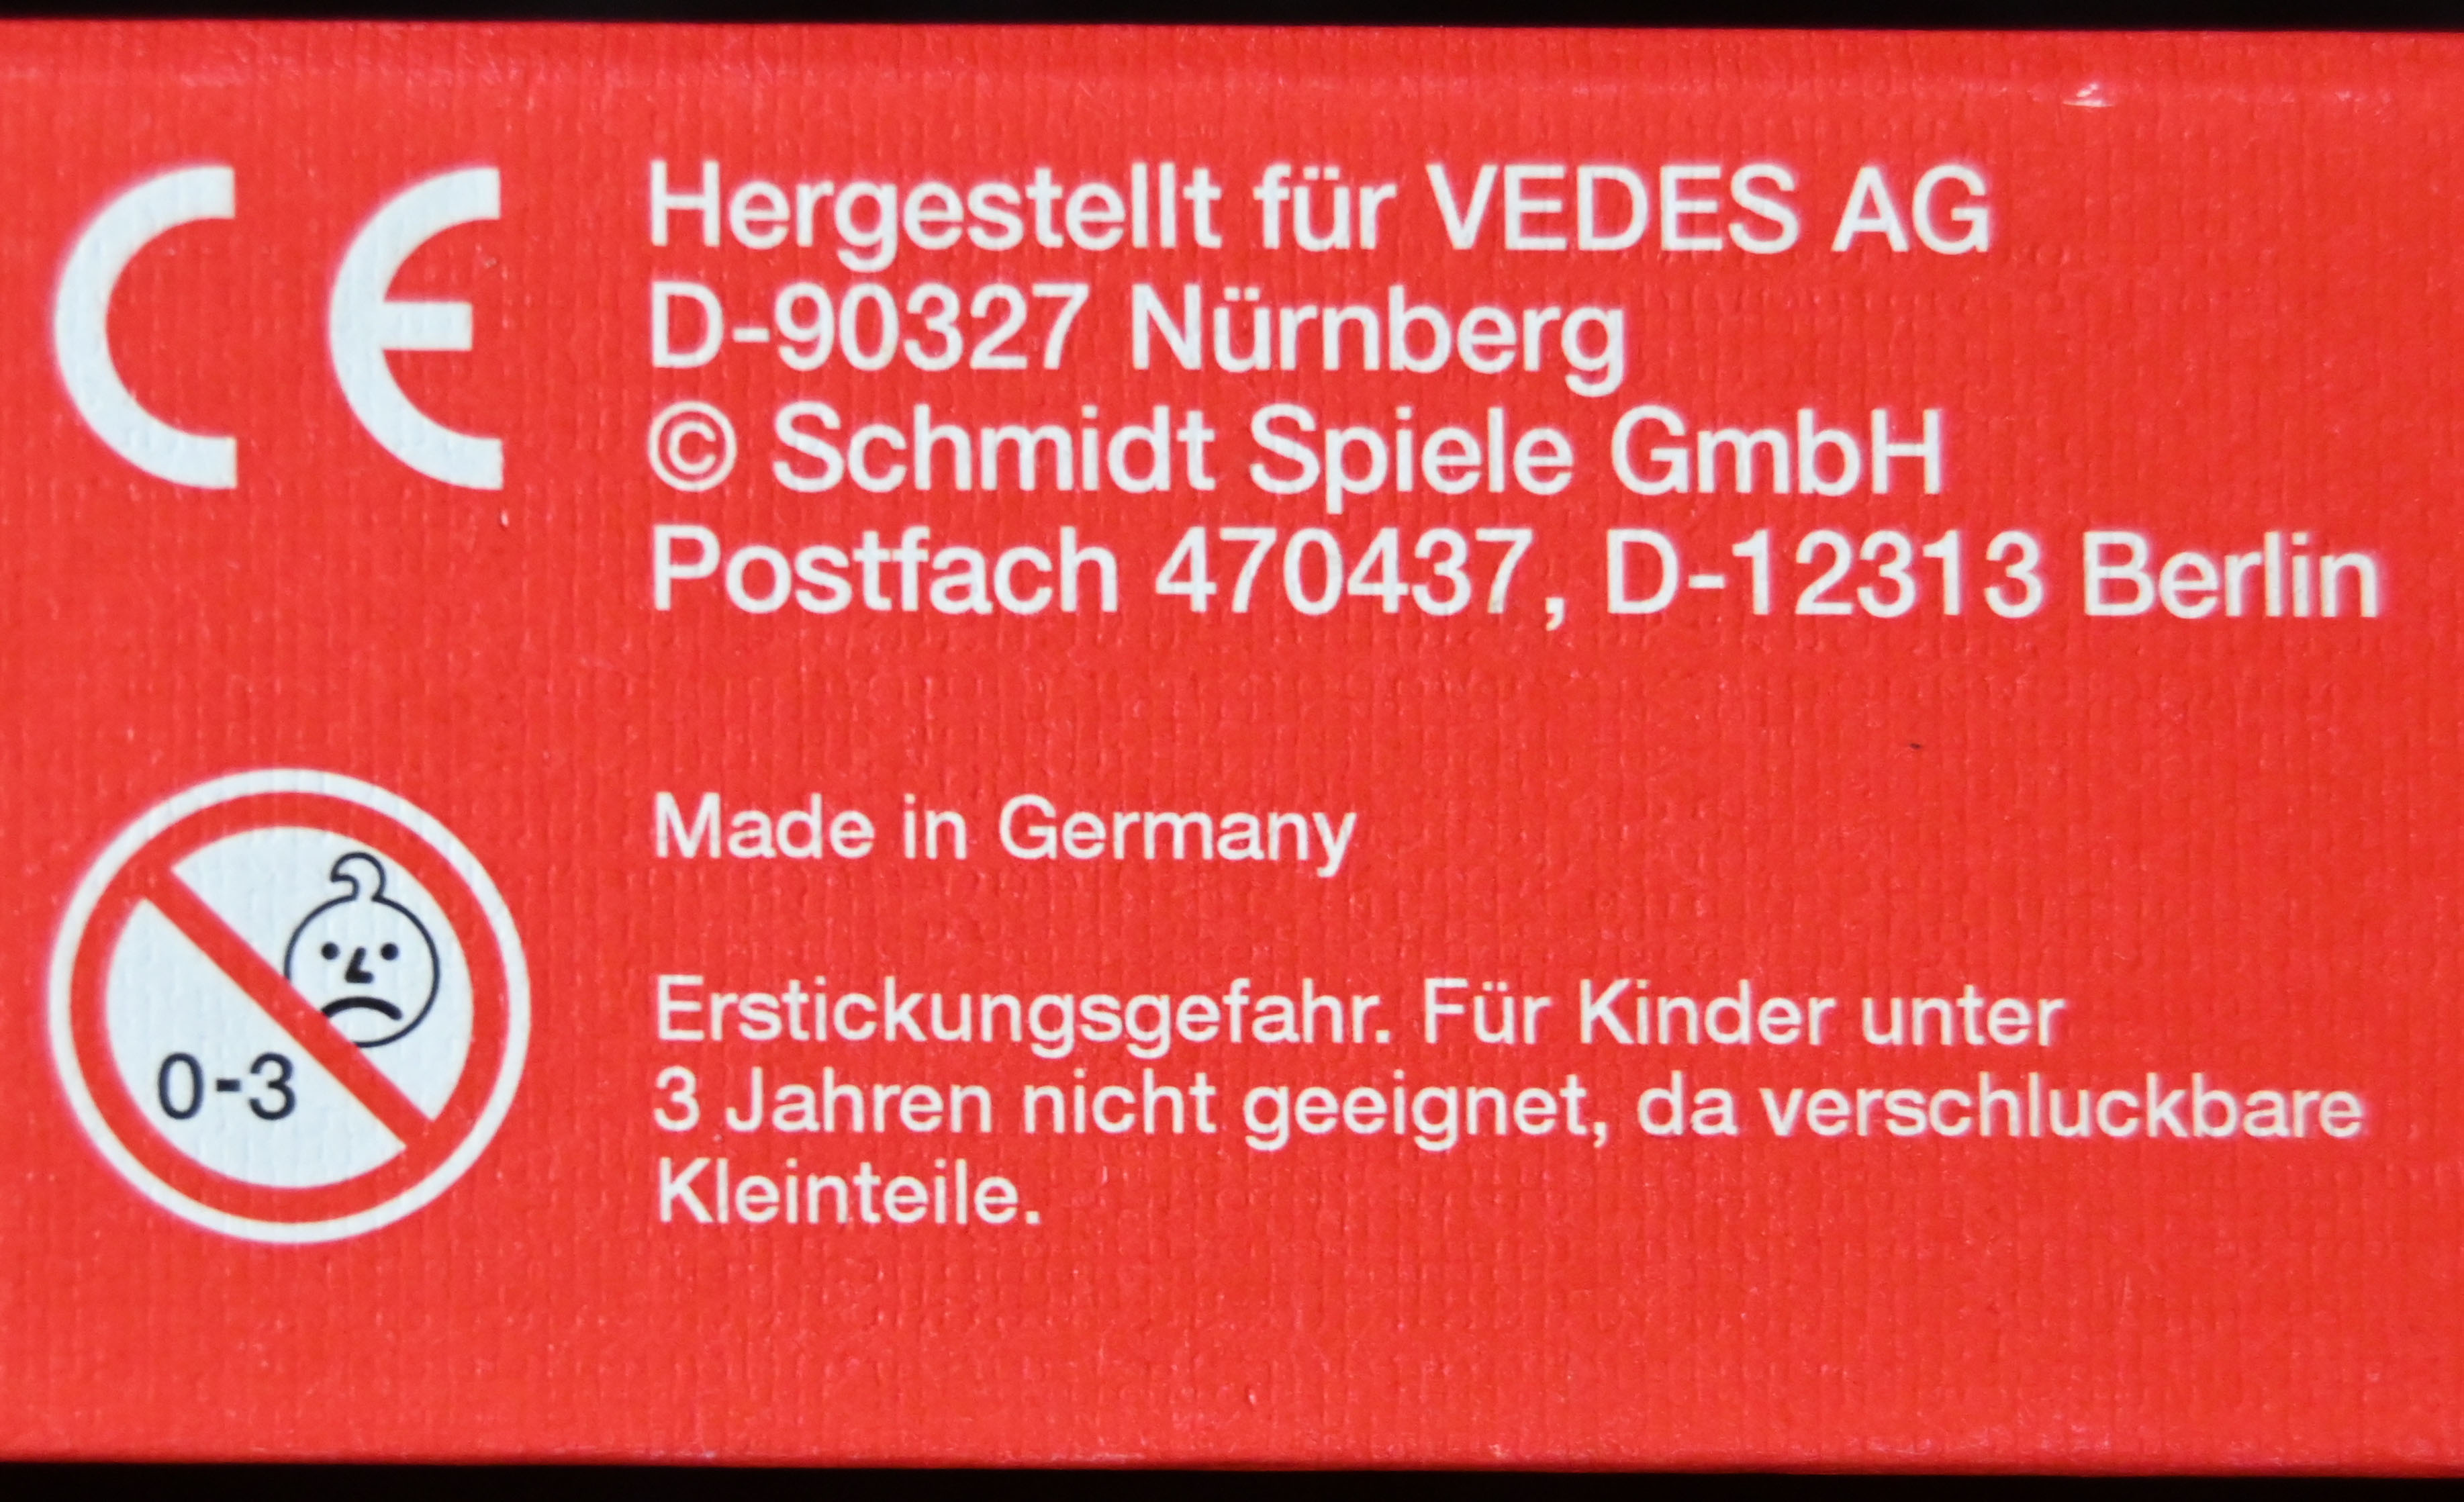 CE
Hergestellt für VEDES AG
D-90327 Nürnberg
© Schmidt Spiele GmbH
Postfach 470437, D-12313 Berlin
Made in Germany
0-3
Erstickungsgefahr. Für Kinder unter
3 Jahren nicht geeignet, da verschluckbare
Kleinteile.